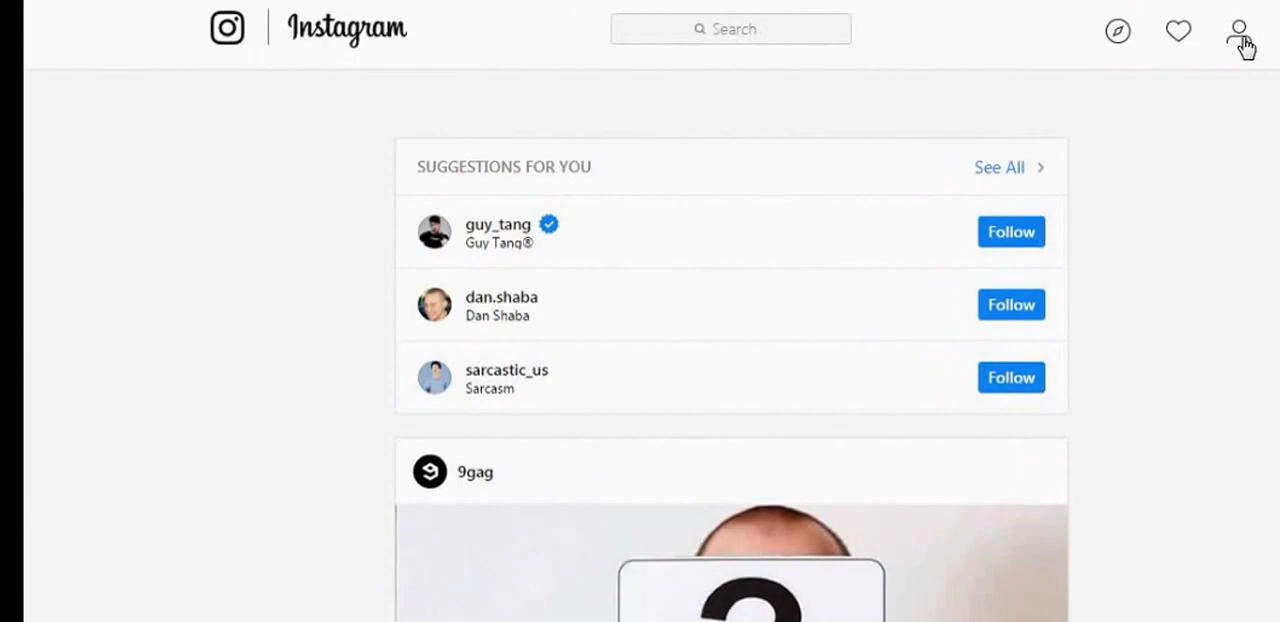 Instagram
Search
SUGGESTIONS FOR YOU
See All
guy_tang
Guy Tang®
Follow
dan.shaba
Dan Shaba
Follow
sarcastic_us
Sarcasm
Follow
9gag
?